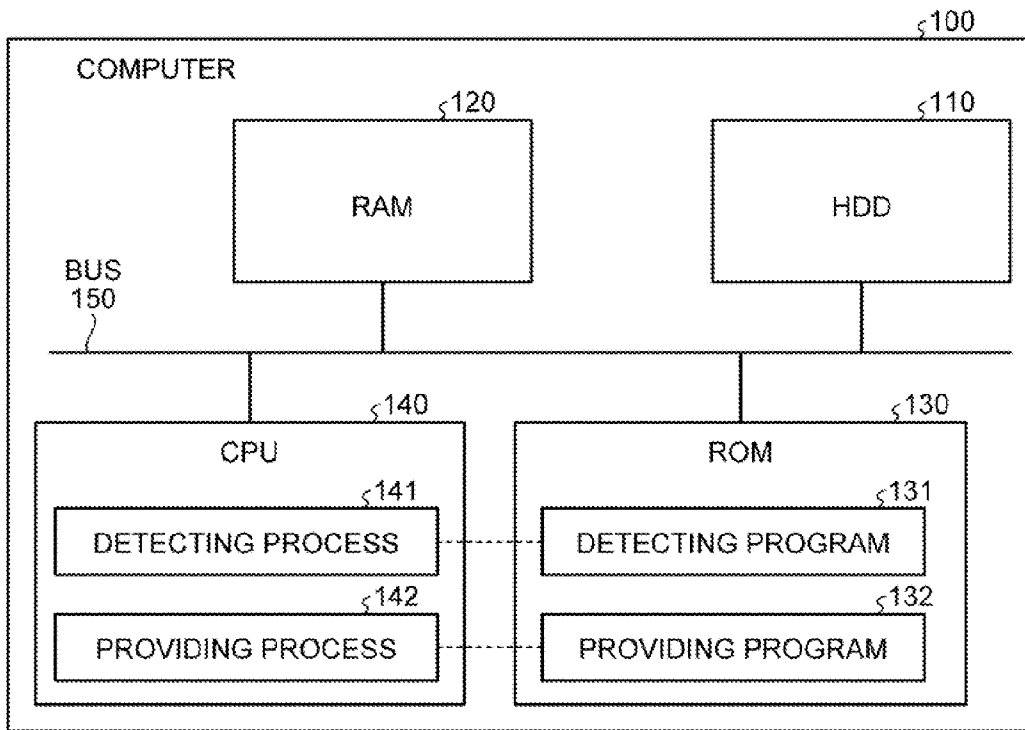 100
COMPUTER
120
110
RAM
HDD
BUS
150
140
130
CPU
ROM
141
131
DETECTING PROCESS
DETECTING PROGRAM
142
132
PROVIDING PROCESS
PROVIDING PROGRAM